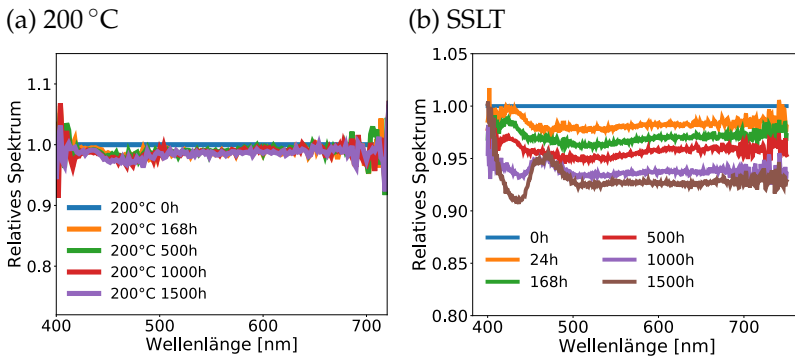 (a) 200 °C
Relatives Spektrum
1.1
1.0
0.9
0.8
200°C 0h
200°C 168h
200°C 500h
200°C 1000h
200°C 1500h
400 500 600 700
Wellenlänge [nm]
(b) SSLT
Relatives Spektrum
1.05
1.00
0.95
0.90
0.85
0.80
0h 500h
24h 1000h
168h 1500h
400 500 600 700
Wellenlänge [nm]